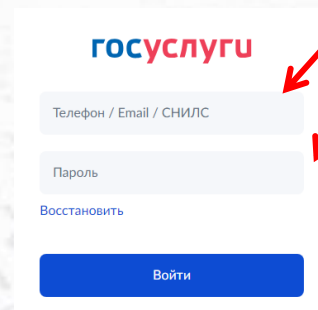 госуслуги
Телефон / Email / СНИЛС
Пароль
Восстановить
Войти